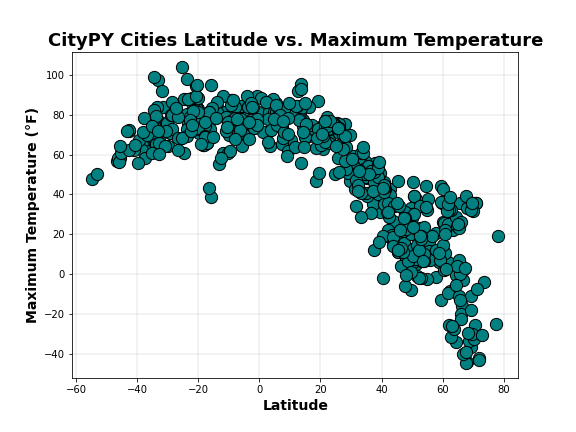 CityPY Cities Latitude vs. Maximum Temperature
Maximum Temperature (°F)
100
80
60
40
20
0
−20
−40
−60 −40 −20 0 20 40 60 80
Latitude